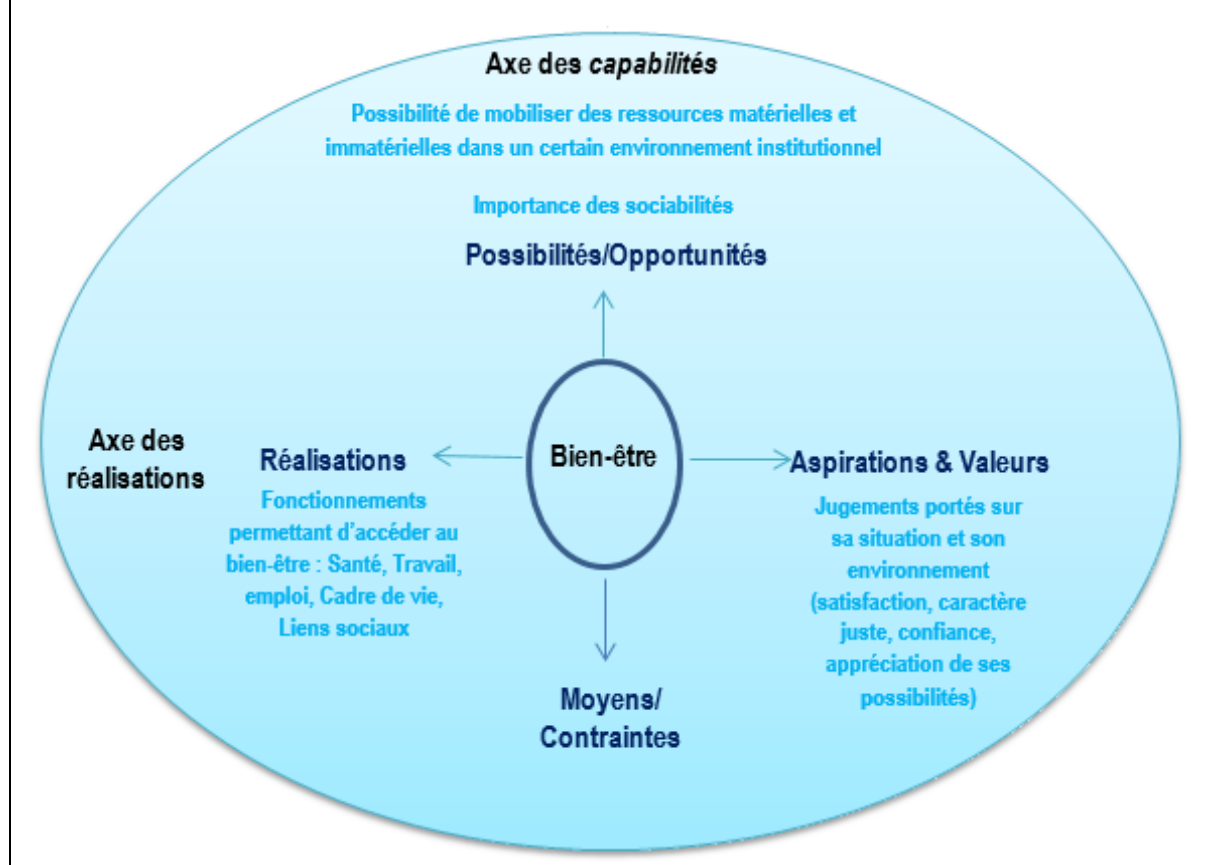 Axe des capabilités
Possibilité de mobiliser des ressources matérielles et
immatérielles dans un certain environnement institutionnel
Importance des sociabilités
Possibilités/Opportunités
Bien-être
Axe des
réalisations
Réalisations
Fonctionnements
permettant d'accéder au
bien-être : Santé, Travail,
emploi, Cadre de vie,
Liens sociaux
Aspirations & Valeurs
Jugements portés sur
sa situation et son
environnement
(satisfaction, caractère
juste, confiance,
appréciation de ses
possibilités)
Moyens/
Contraintes